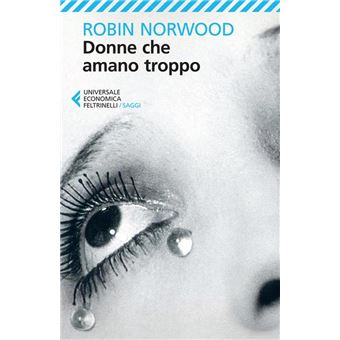 ROBIN NORWOOD
Donne che
amano troppo
UNIVERSALE
ECONOMICA
FELTRINELLI/SAGGI